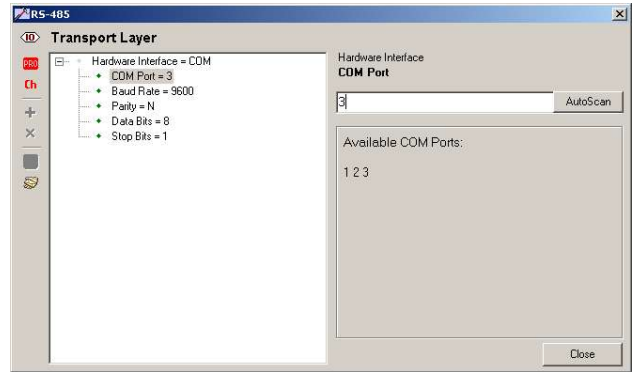 RS-485
IO Transport Layer
PRO
Ch
Hardware Interface = COM
COM Port = 3
Baud Rate = 9600
Parity = N
Data Bits = 8
Stop Bits = 1
Hardware Interface
COM Port
3 AutoScan
Available COM Ports:
1 2 3
Close